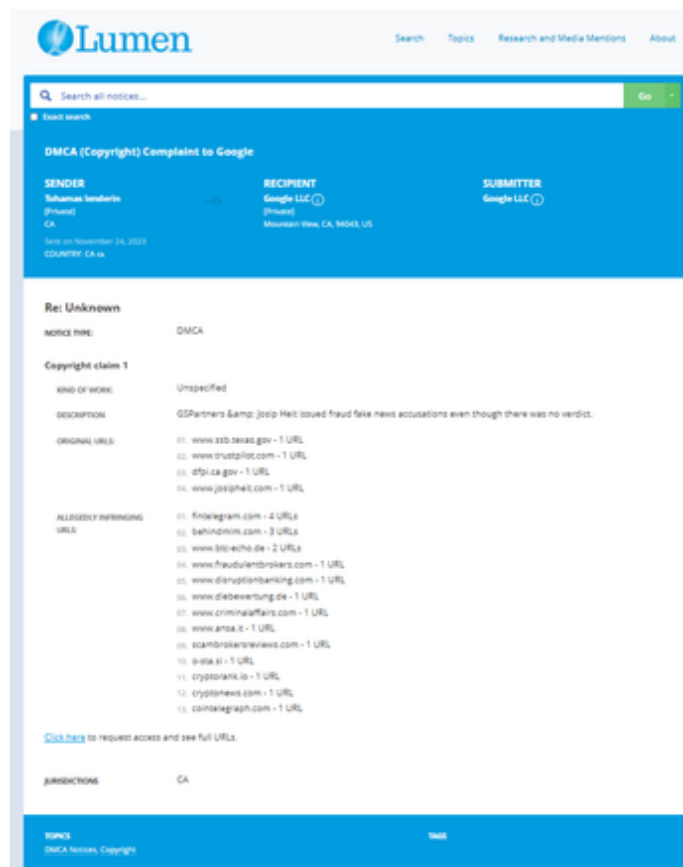 Lumen
Search Topics Research and Media Mentions About
Search all notices...
Go
Exact search
DMCA (Copyright) Complaint to Google
SENDER
Tohamas lenderin
[Private]
CA
Sent on November 24, 2023
COUNTRY: CA
RECIPIENT
Google LLC
[Private]
Mountain View, CA, 94043, US
SUBMITTER
Google LLC
Re: Unknown
NOTICE TYPE: DMCA
Copyright claim 1
KIND OF WORK: Unspecified
DESCRIPTION GSPartners &amp; Josip Heit issued fraud fake news accusations even though there was no verdict.
ORIGINAL URLS: 01. www.ssb.texas.gov - 1 URL
02. www.trustpilot.com - 1 URL
03. dfpi.ca.gov - 1 URL
04. www.josipheit.com - 1 URL
ALLEGEDLY INFRINGING URLS: 01. fintelegram.com - 4 URLs
02. behindmlm.com - 3 URLs
03. www.btc-echo.de - 2 URLs
04. www.fraudulentbrokers.com - 1 URL
05. www.disruptionbanking.com - 1 URL
06. www.diebewertung.de - 1 URL
07. www.criminalaffairs.com - 1 URL
08. www.ansa.it - 1 URL
09. scambrokersreviews.com - 1 URL
10. o-sta.si - 1 URL
11. cryptorank.io - 1 URL
12. cryptonews.com - 1 URL
13. cointelegraph.com - 1 URL
Click here to request access and see full URLs.
JURISDICTIONS CA
TOPICS
DMCA Notices, Copyright
TAGS